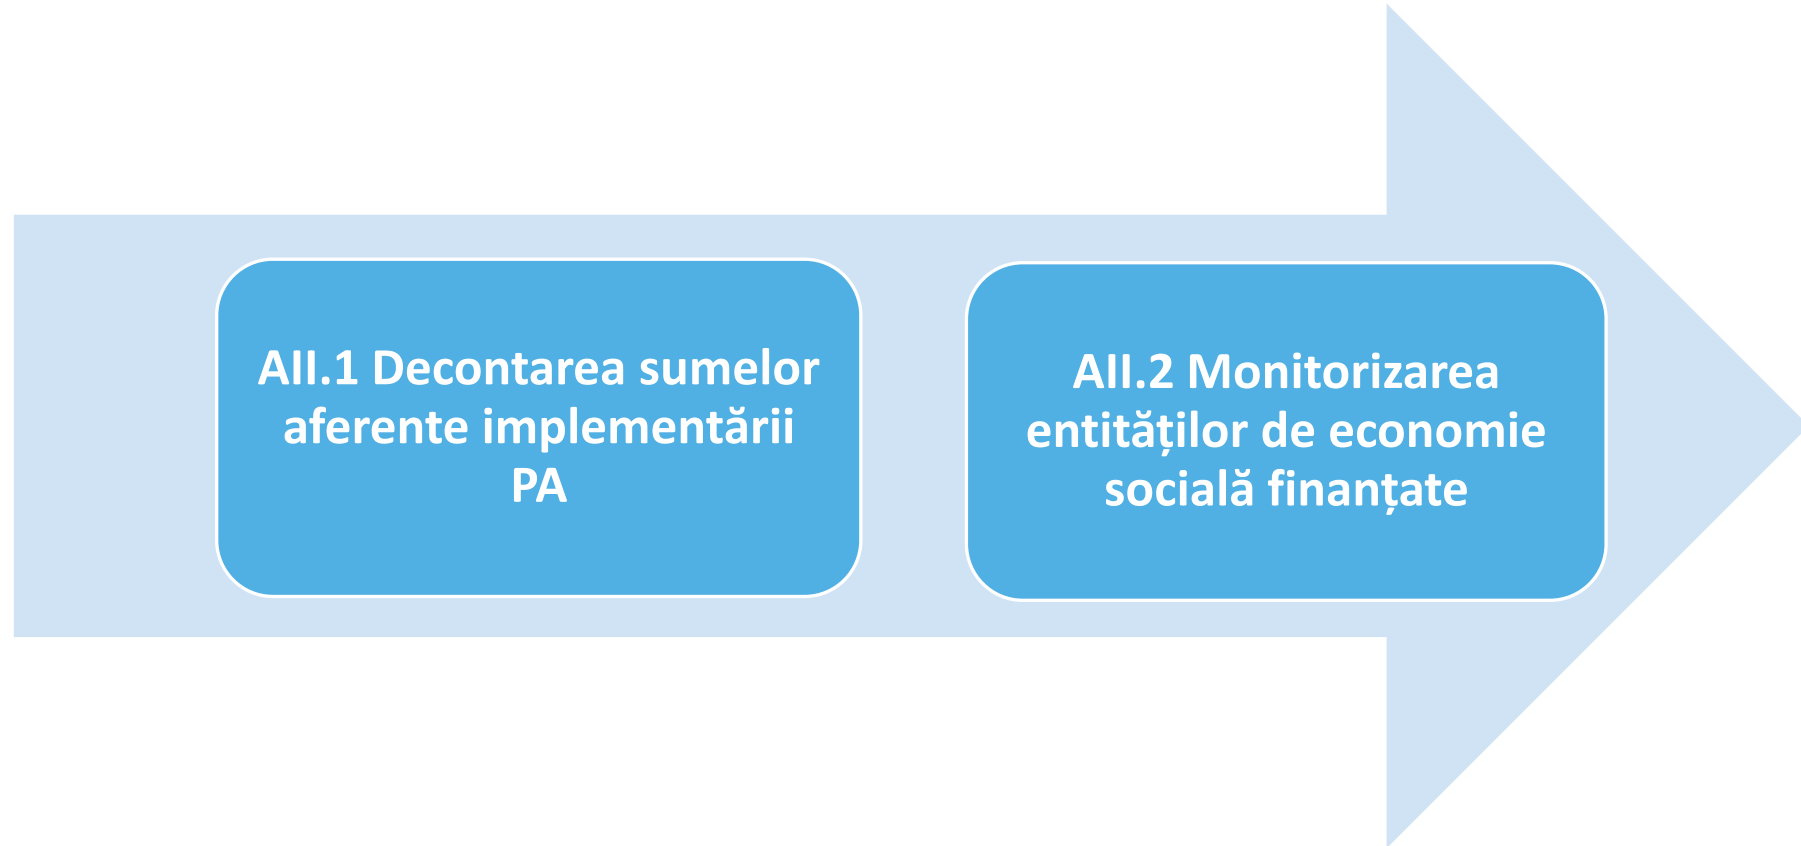 AII.1 Decontarea sumelor
aferente implementării
PA
AII.2 Monitorizarea
entităților de economie
socială finanțate